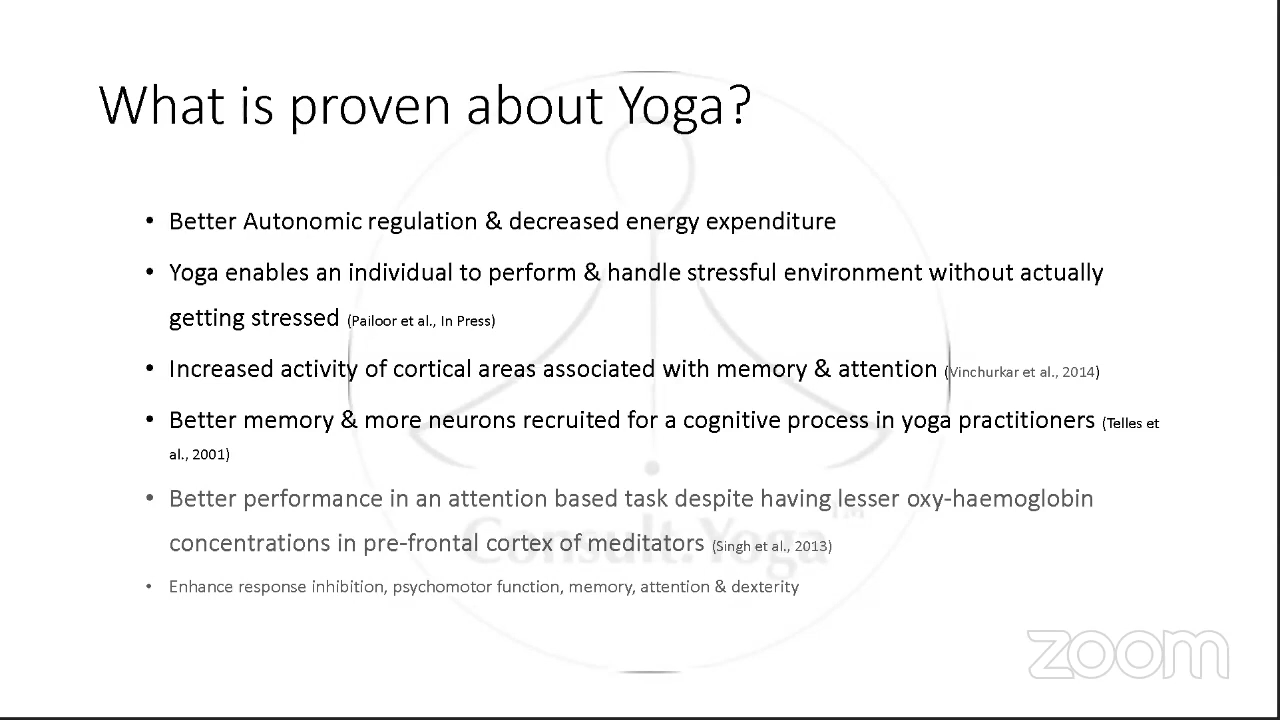 What is proven about Yoga?
• Better Autonomic regulation & decreased energy expenditure
• Yoga enables an individual to perform & handle stressful environment without actually
getting stressed (Pailoor et al., In Press)
• Increased activity of cortical areas associated with memory & attention (Vinchurkar et al., 2014)
• Better memory & more neurons recruited for a cognitive process in yoga practitioners (Telles et
al., 2001)
• Better performance in an attention based task despite having lesser oxy-haemoglobin
concentrations in pre-frontal cortex of meditators (Singh et al., 2013)
Consult.Yoga™
• Enhance response inhibition, psychomotor function, memory, attention & dexterity
zoom